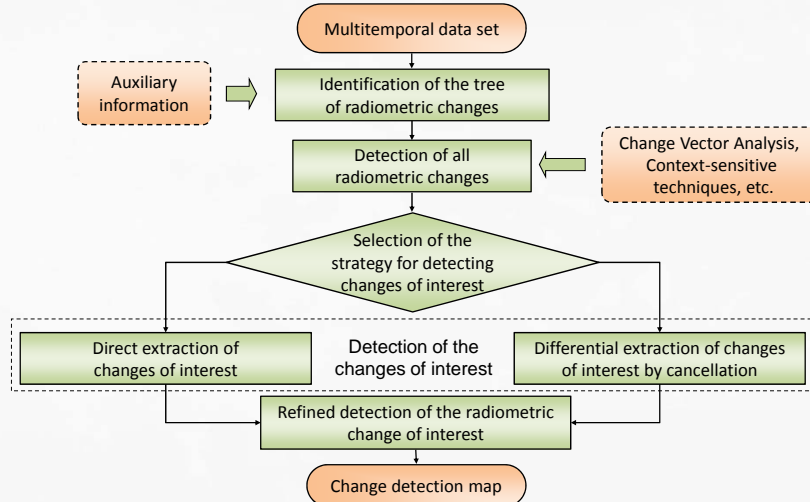 Multitemporal data set
Auxiliary
information
Identification of the tree
of radiometric changes
Detection of all
radiometric changes
Change Vector Analysis,
Context-sensitive
techniques, etc.
Selection of the
strategy for detecting
changes of interest
Direct extraction of
changes of interest
Detection of the
changes of interest
Differential extraction of changes
of interest by cancellation
Refined detection of the radiometric
change of interest
Change detection map